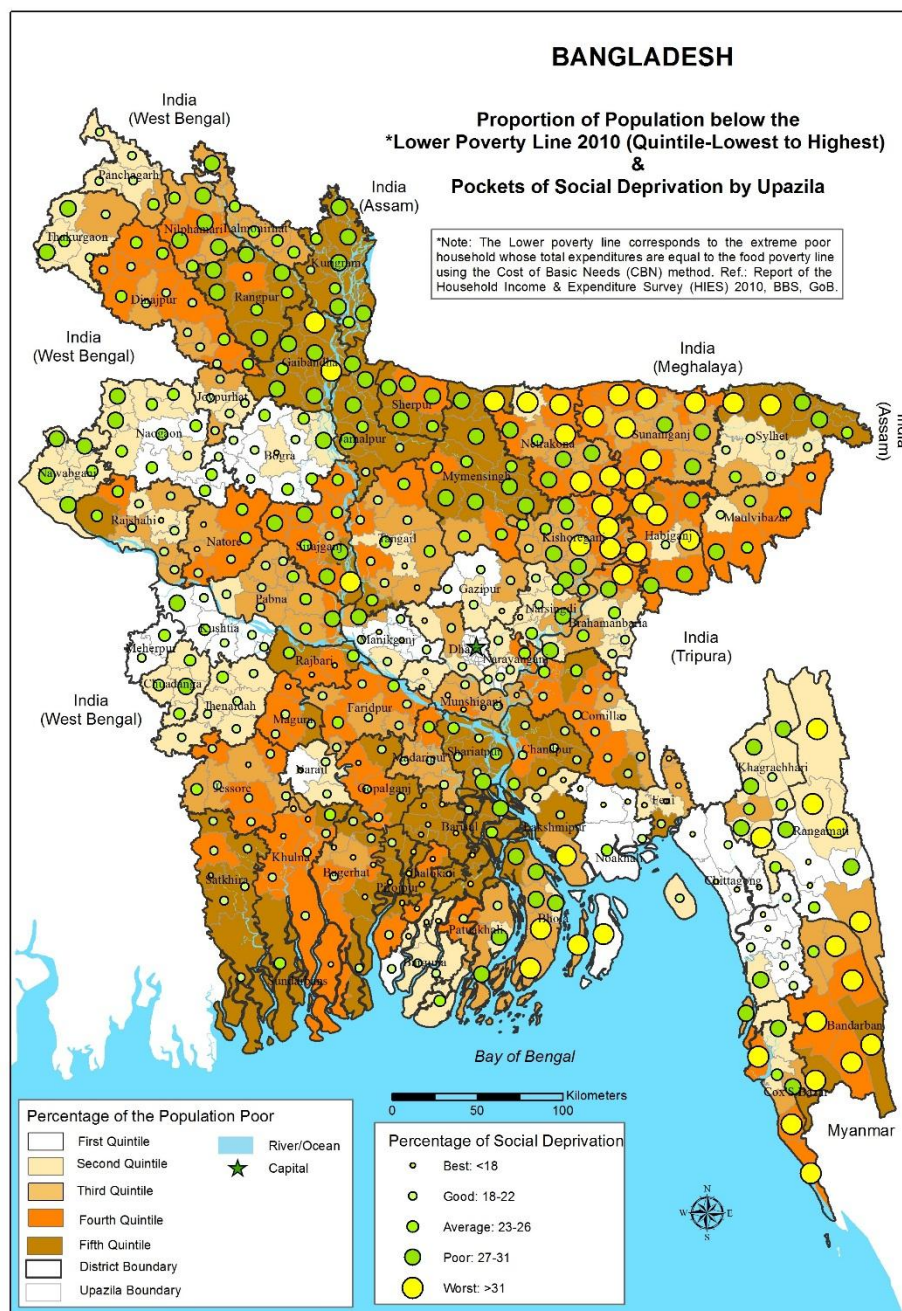 BANGLADESH
Proportion of Population below the
*Lower Poverty Line 2010 (Quintile-Lowest to Highest)
&
Pockets of Social Deprivation by Upazila
*Note: The Lower poverty line corresponds to the extreme poor
household whose total expenditures are equal to the food poverty line
using the Cost of Basic Needs (CBN) method. Ref.: Report of the
Household Income & Expenditure Survey (HIES) 2010, BBS, GoB.
India
(West Bengal)
India
(Assam)
Panchagarh
Thakurgaon
Nilphamari
Lalmonirhat
Kurigram
Dinajpur
Rangpur
India
(West Bengal)
Gaibandha
India
(Meghalaya)
India
(Assam)
Joypurhat
Sherpur
Naogaon
Bogra
Jamalpur
Netrakona
Sunamganj
Sylhet
Nawabganj
Mymensingh
Rajshahi
Natore
Sirajganj
Tangail
Kishoreganj
Habiganj
Maulvibazar
Gazipur
Pabna
Narsingdi
Brahamanbaria
Kushtia
Meherpur
Manikganj
Dhaka
Narayanganj
India
(Tripura)
Rajbari
Chuadanga
Jhenaidah
India
(West Bengal)
Magura
Faridpur
Munshiganj
Comilla
Shariatpur
Chandpur
Madaripur
Narail
Khagrachhari
Jessore
Gopalganj
Feni
Barisal
Lakshmipur
Rangamati
Khulna
Noakhali
Satkhira
Bagerhat
Jhalokati
Pirojpur
Chittagong
Patuakhali
Bhola
Barguna
Sundarbans
Bandarban
Bay of Bengal
Cox'S Bazar
Myanmar
Kilometers
0 25 50 100
Percentage of the Population Poor
First Quintile
Second Quintile
Third Quintile
Fourth Quintile
Fifth Quintile
District Boundary
Upazila Boundary
River/Ocean
Capital
Percentage of Social Deprivation
Best: <18
Good: 18-22
Average: 23-26
Poor: 27-31
Worst: >31
N
W E
S